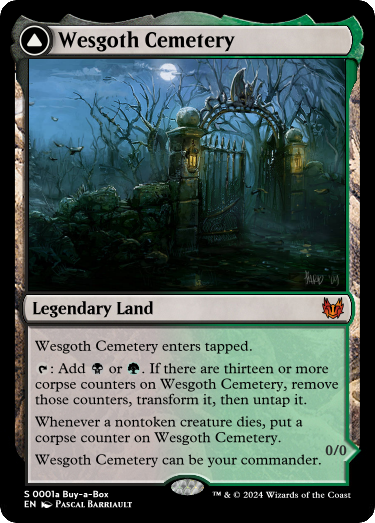 Wesgoth Cemetery
Legendary Land
Wesgoth Cemetery enters tapped.
: Add or . If there are thirteen or more
corpse counters on Wesgoth Cemetery, remove
those counters, transform it, then untap it.
Whenever a nontoken creature dies, put a
corpse counter on Wesgoth Cemetery.
Wesgoth Cemetery can be your commander.
0/0
S 0001a Buy-a-Box
EN Pascal Barriault
™ & © 2024 Wizards of the Coast